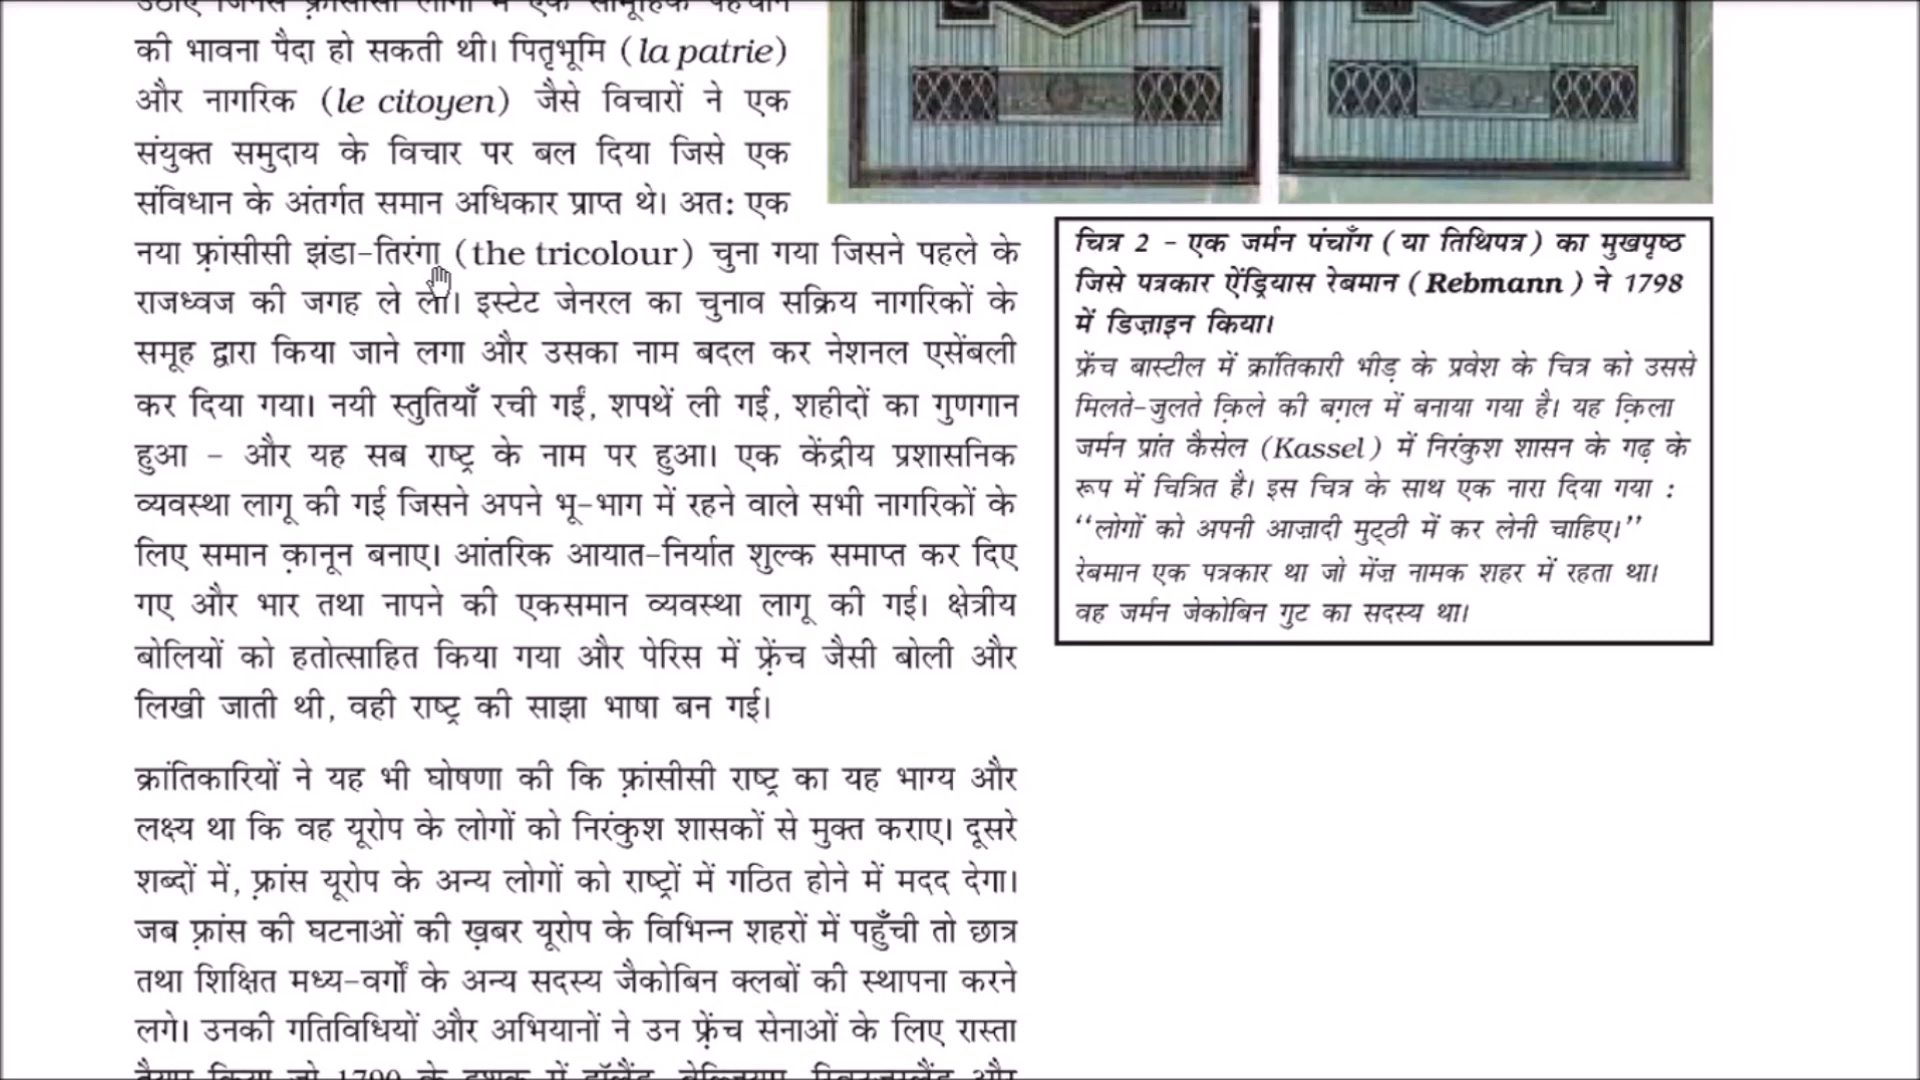 की भावना पैदा हो सकती थी। पितृभूमि (la patrie)
और नागरिक (le citoyen) जैसे विचारों ने एक
संयुक्त समुदाय के विचार पर बल दिया जिसे एक
संविधान के अंतर्गत समान अधिकार प्राप्त थे। अत: एक
नया फ़्रांसीसी झंडा-तिरंगा (the tricolour) चुना गया जिसने पहले के
राजध्वज की जगह ले ली। इस्टेट जेनरल का चुनाव सक्रिय नागरिकों के
समूह द्वारा किया जाने लगा और उसका नाम बदल कर नेशनल एसेंबली
कर दिया गया। नयी स्तुतियाँ रची गईं, शपथें ली गईं, शहीदों का गुणगान
हुआ - और यह सब राष्ट्र के नाम पर हुआ। एक केंद्रीय प्रशासनिक
व्यवस्था लागू की गई जिसने अपने भू-भाग में रहने वाले सभी नागरिकों के
लिए समान क़ानून बनाए। आंतरिक आयात-निर्यात शुल्क समाप्त कर दिए
गए और भार तथा नापने की एकसमान व्यवस्था लागू की गई। क्षेत्रीय
बोलियों को हतोत्साहित किया गया और पेरिस में फ़्रेंच जैसी बोली और
लिखी जाती थी, वही राष्ट्र की साझा भाषा बन गई।
क्रांतिकारियों ने यह भी घोषणा की कि फ़्रांसीसी राष्ट्र का यह भाग्य और
लक्ष्य था कि वह यूरोप के लोगों को निरंकुश शासकों से मुक्त कराए। दूसरे
शब्दों में, फ़्रांस यूरोप के अन्य लोगों को राष्ट्रों में गठित होने में मदद देगा।
जब फ़्रांस की घटनाओं की ख़बर यूरोप के विभिन्न शहरों में पहुँची तो छात्र
तथा शिक्षित मध्य-वर्गों के अन्य सदस्य जैकोबिन क्लबों की स्थापना करने
लगे। उनकी गतिविधियों और अभियानों ने उन फ़्रेंच सेनाओं के लिए रास्ता
चित्र 2 - एक जर्मन पंचाँग (या तिथिपत्र) का मुखपृष्ठ
जिसे पत्रकार ऐंड्रियास रेबमान (Rebmann) ने 1798
में डिज़ाइन किया।
फ्रेंच बास्टील में क्रांतिकारी भीड़ के प्रवेश के चित्र को उससे
मिलते-जुलते क़िले की बग़ल में बनाया गया है। यह क़िला
जर्मन प्रांत कैसेल (Kassel) में निरंकुश शासन के गढ़ के
रूप में चित्रित है। इस चित्र के साथ एक नारा दिया गया :
‘‘लोगों को अपनी आज़ादी मुट्ठी में कर लेनी चाहिए।’’
रेबमान एक पत्रकार था जो मेंज़ नामक शहर में रहता था।
वह जर्मन जेकोबिन गुट का सदस्य था।